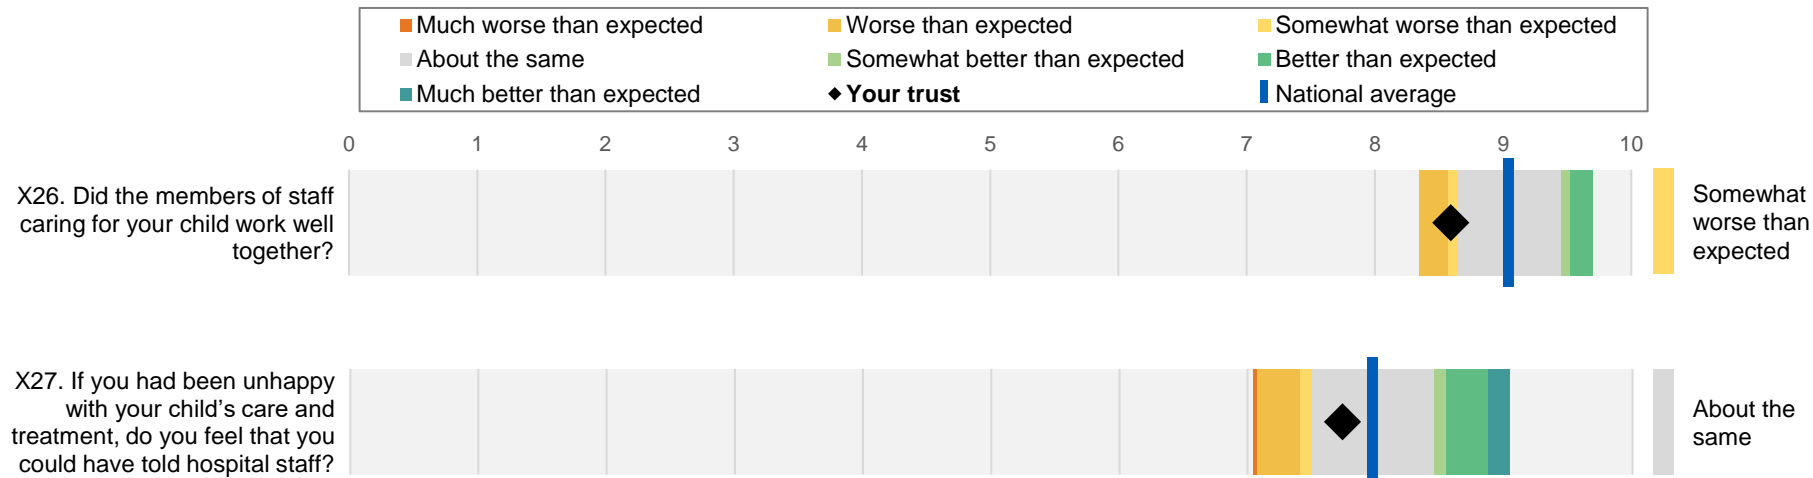 Much worse than expected
Worse than expected
Somewhat worse than expected
About the same
Somewhat better than expected
Better than expected
Much better than expected
Your trust
National average
0 1 2 3 4 5 6 7 8 9 10
X26. Did the members of staff
caring for your child work well
together?
Somewhat
worse than
expected
X27. If you had been unhappy
with your child’s care and
treatment, do you feel that you
could have told hospital staff?
About the
same